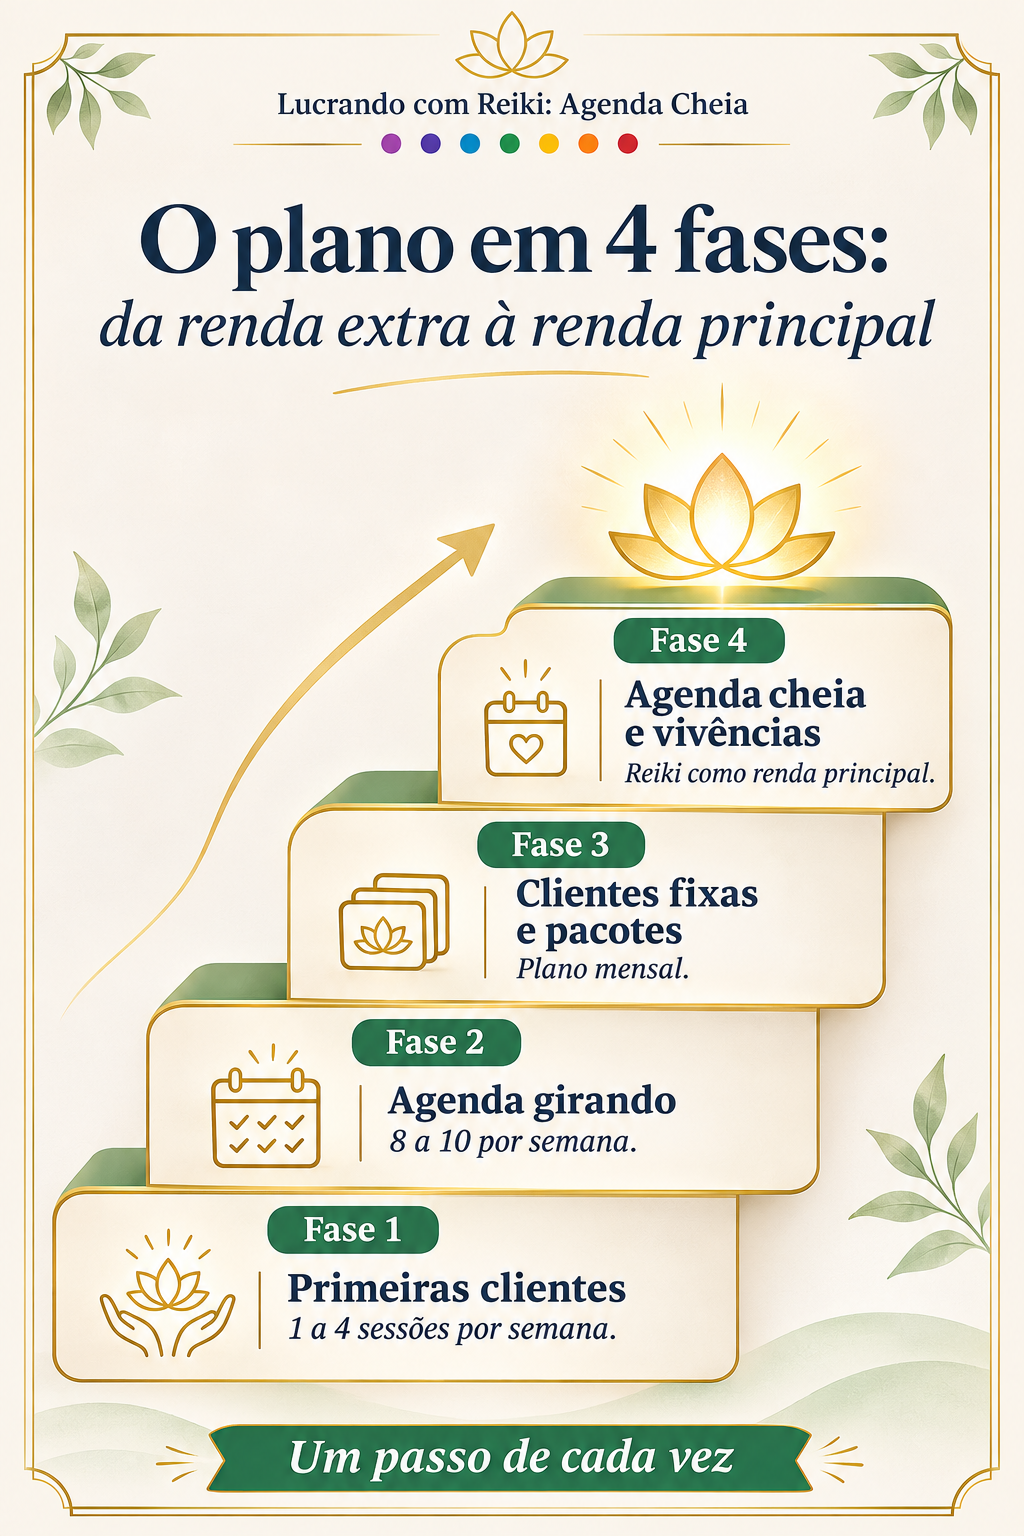 Lucrando com Reiki: Agenda Cheia
O plano em 4 fases:
da renda extra à renda principal
Fase 4
Agenda cheia
e vivências
Reiki como renda principal.
Fase 3
Clientes fixas
e pacotes
Plano mensal.
Fase 2
Agenda girando
8 a 10 por semana.
Fase 1
Primeiras clientes
1 a 4 sessões por semana.
Um passo de cada vez